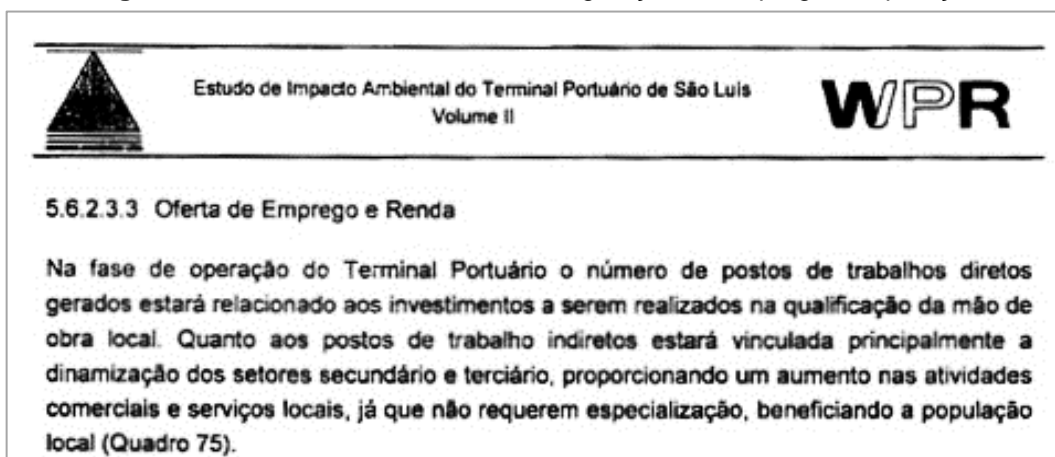 Estudo de Impacto Ambiental do Terminal Portuário de São Luís
Volume II
WPR
5.6.2.3.3 Oferta de Emprego e Renda
Na fase de operação do Terminal Portuário o número de postos de trabalhos diretos
gerados estará relacionado aos investimentos a serem realizados na qualificação da mão de
obra local. Quanto aos postos de trabalho indiretos estará vinculada principalmente a
dinamização dos setores secundário e terciário, proporcionando um aumento nas atividades
comerciais e serviços locais, já que não requerem especialização, beneficiando a população
local (Quadro 75).